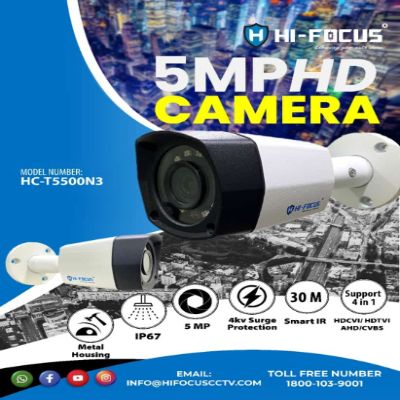 HI-FOCUS
5MPHD
CAMERA
MODEL NUMBER:
HC-T5500N3
HI-FOCUS
HI-FOCUS
Metal
Housing
IP67
5 MP
4kv Surge
Protection
30 M
Smart IR
Support
4 in 1
HDCVI/ HDTVI
AHD/CVBS
EMAIL:
INFO@HIFOCUSCCTV.COM
TOLL FREE NUMBER
1800-103-9001